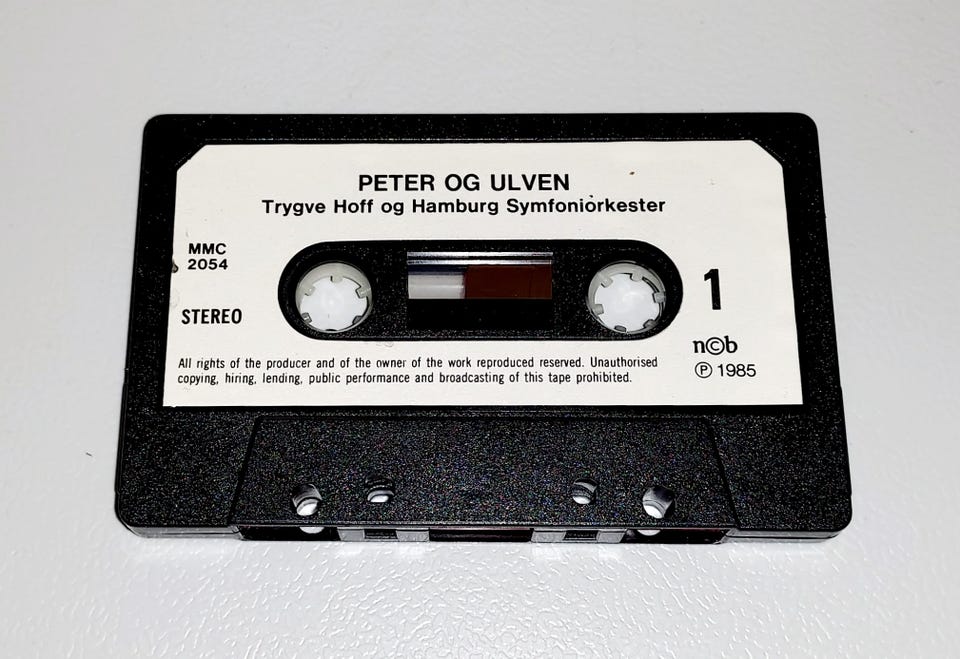 PETER OG ULVEN
Trygve Hoff og Hamburg Symfoniorkester
MMC
2054
STEREO
1
n©b
℗ 1985
All rights of the producer and of the owner of the work reproduced reserved. Unauthorised
copying, hiring, lending, public performance and broadcasting of this tape prohibited.